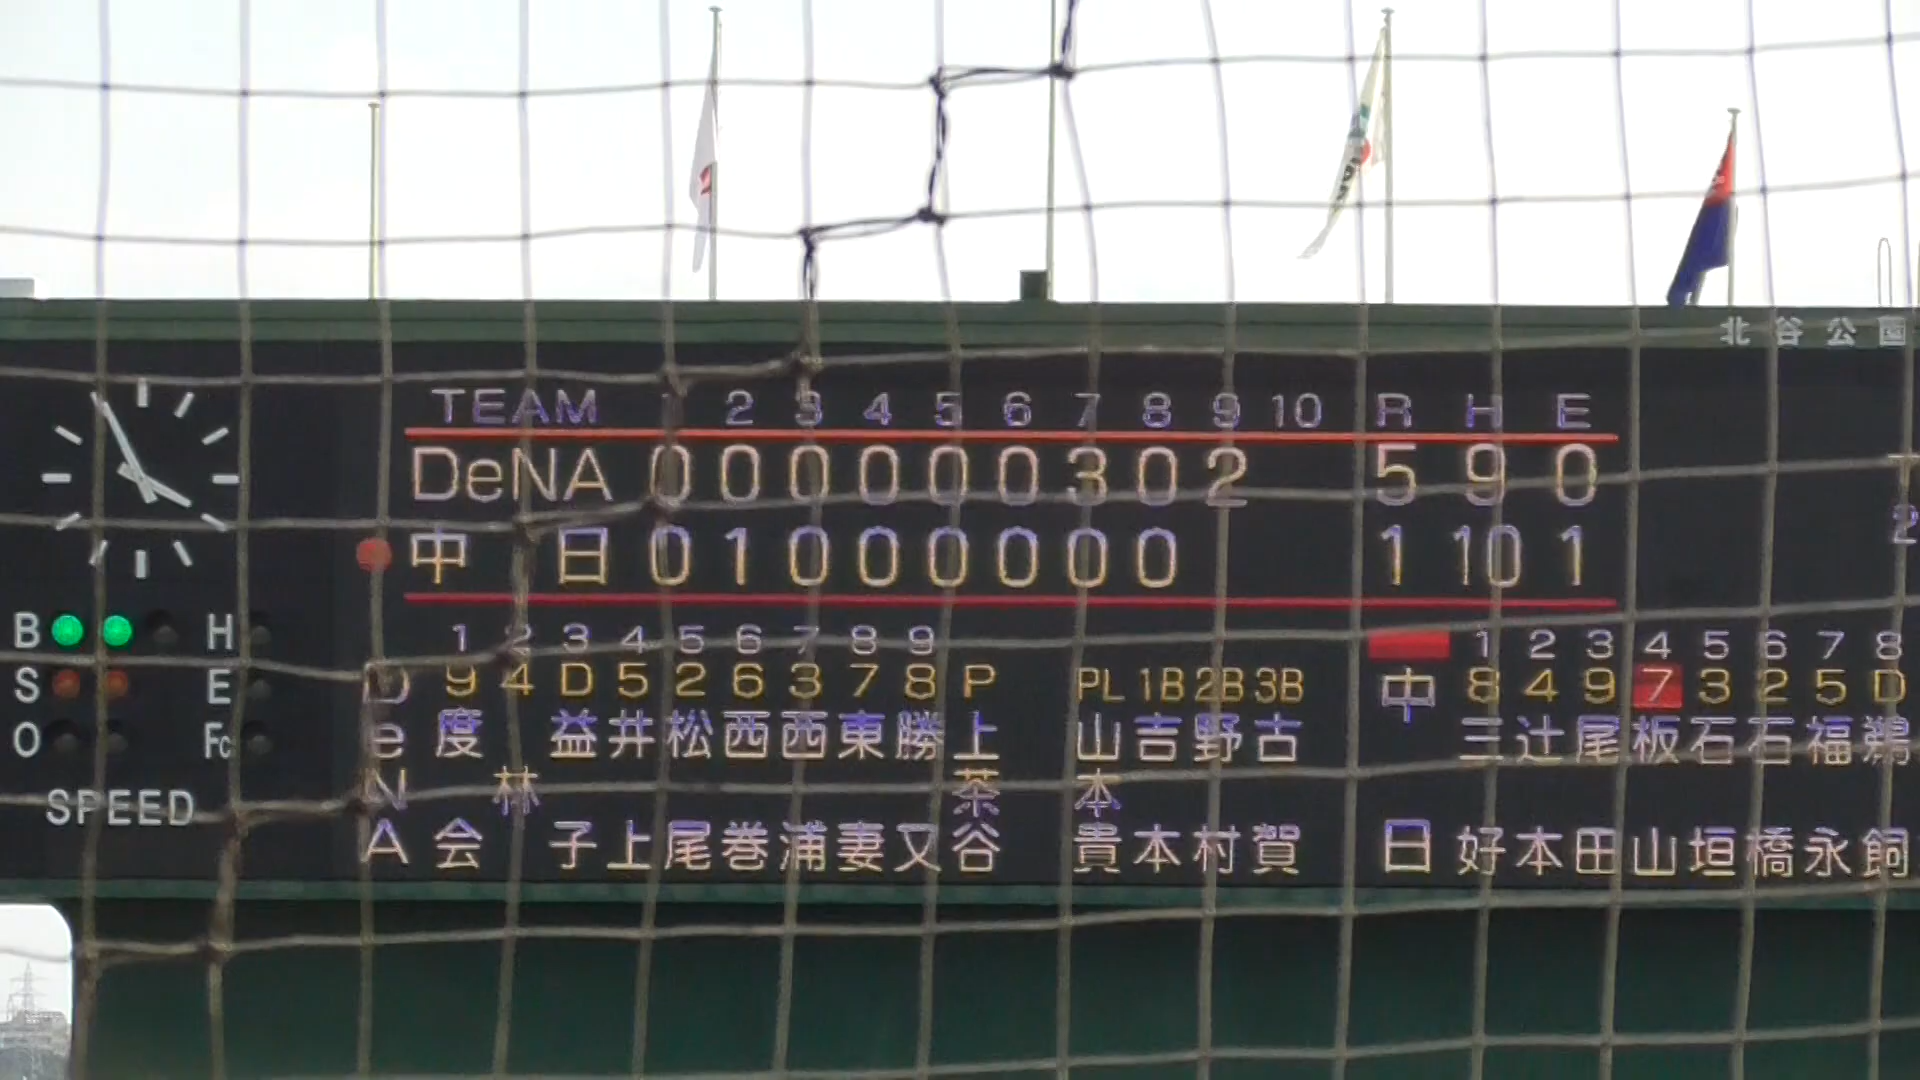 北谷公園
TEAM 1 2 3 4 5 6 7 8 9 10 R H E
DeNA 0 0 0 0 0 0 3 0 2 5 9 0
中日 0 1 0 0 0 0 0 0 1 10 1
B H
S E
O Fc
SPEED
1 2 3 4 5 6 7 8 9
DeNA 9 4 D 5 2 6 3 7 8 P PL 1B 2B 3B
度会
林
益子
井上
松尾
西巻
西浦
東妻
勝又
上茶谷
山本貴
吉本
野村
古賀
1 2 3 4 5 6 7 8
中日 8 4 9 7 3 2 5 D
三好
辻本
尾田
板山
石垣
石橋
福永
鵜飼
2